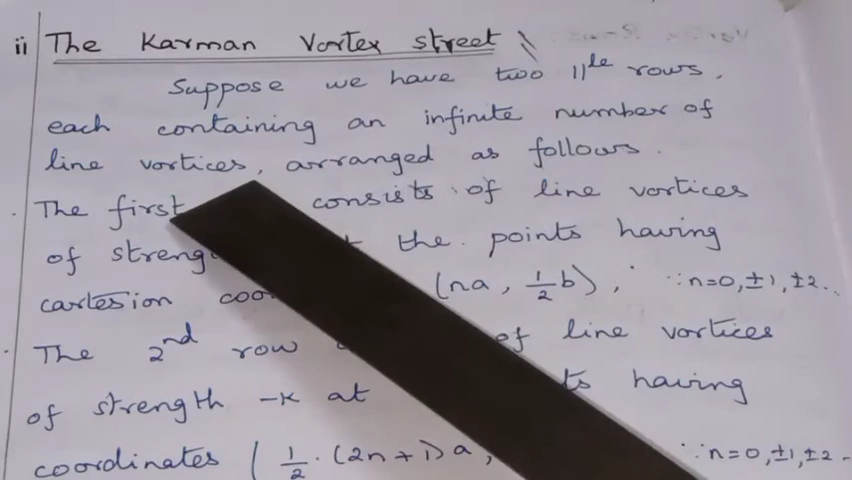 ii The Karman Vortex Street
Suppose we have two 11le rows,
each containing an infinite number of
line vortices, arranged as follows.
The first consists of line vortices
of the points having
cartesion (na, 1/2 b), ∵ n=0, ±1, ±2..
The 2nd row of line vortices
of strength -K at having
coordinates (1/2 . (2n+1)a, ∵ n=0, ±1, ±2..